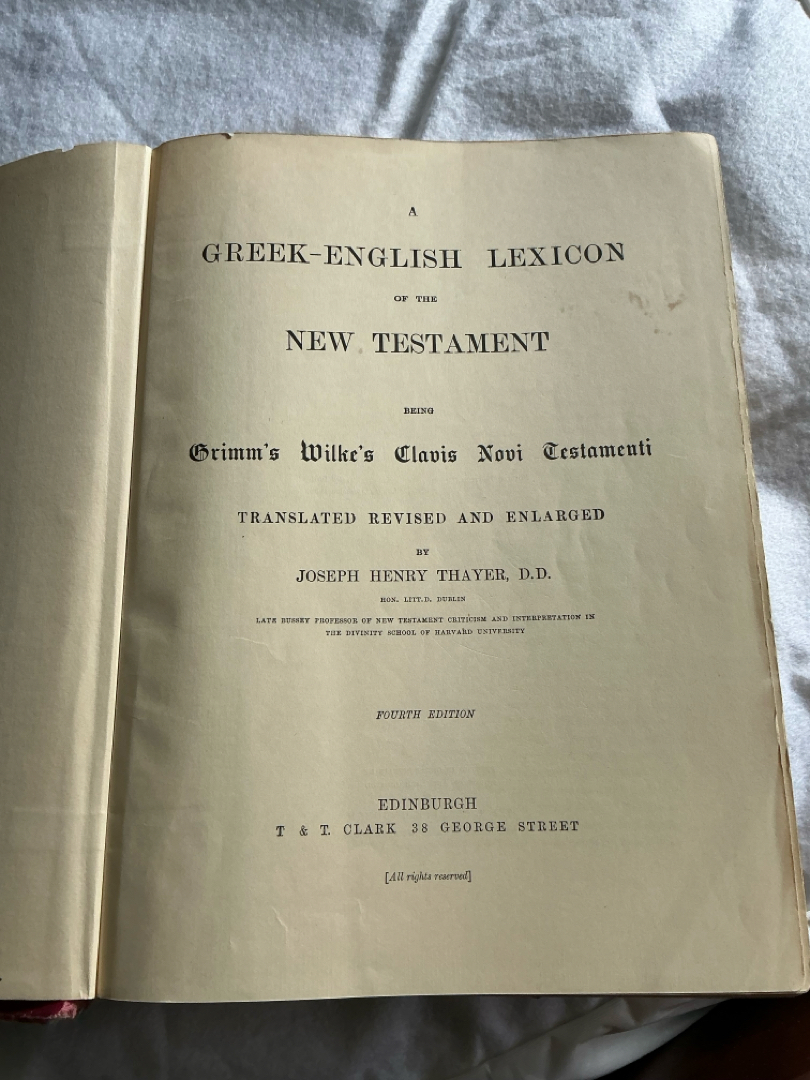 A
GREEK-ENGLISH LEXICON
OF THE
NEW TESTAMENT
BEING
Grimm's Wilke's Clavis Novi Testamenti
TRANSLATED REVISED AND ENLARGED
BY
JOSEPH HENRY THAYER, D.D.
HON. LITT.D. DUBLIN
LATE BUSSEY PROFESSOR OF NEW TESTAMENT CRITICISM AND INTERPRETATION IN
THE DIVINITY SCHOOL OF HARVARD UNIVERSITY
FOURTH EDITION
EDINBURGH
T & T. CLARK 38 GEORGE STREET
[All rights reserved]